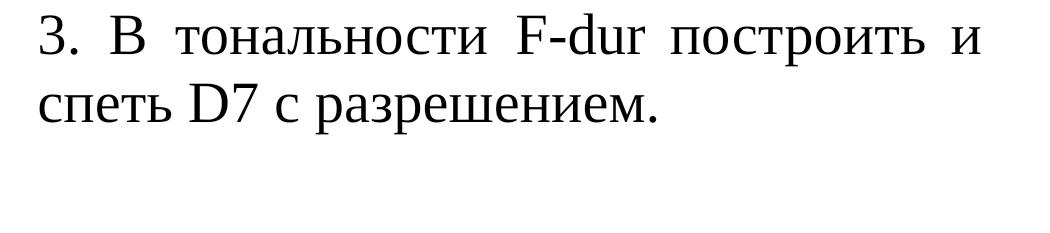 3. В тональности F-dur построить и
спеть D7 с разрешением.